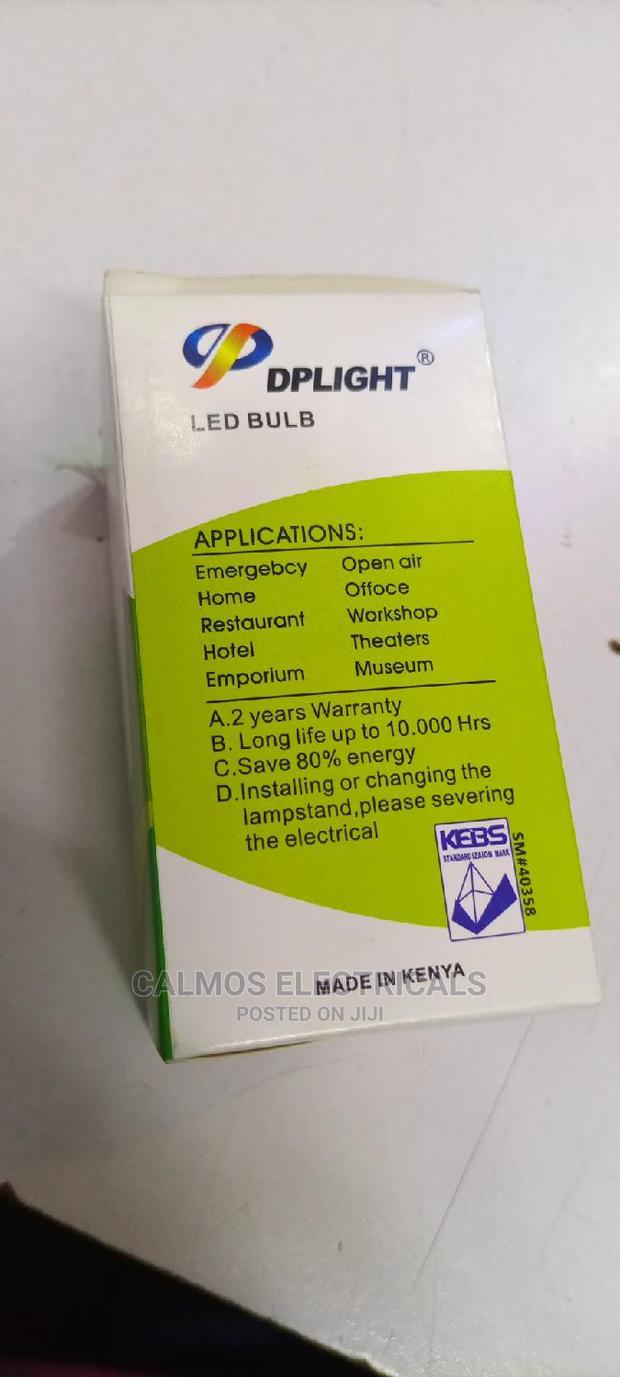 DPLIGHT®
LED BULB
APPLICATIONS:
Emergebcy Open air
Home Offoce
Restaurant Workshop
Hotel Theaters
Emporium Museum
A.2 years Warranty
B. Long life up to 10.000 Hrs
C.Save 80% energy
D.Installing or changing the
lampstand,please severing
the electrical
KEBS
STANDARDIZAION MARK
SM#40358
MADE IN KENYA
CALMOS ELECTRICALS
POSTED ON JIJI